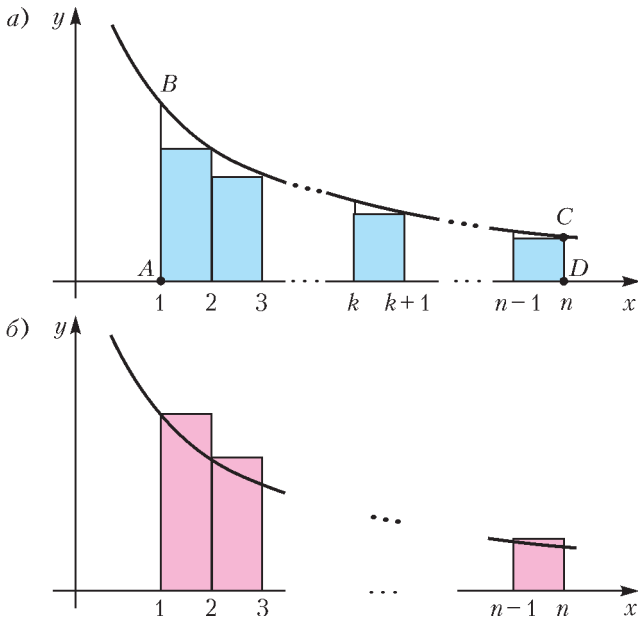 а) y
B
C
A D
1 2 3 ... k k+1 ... n−1 n x
б) y
...
1 2 3 ... n−1 n x